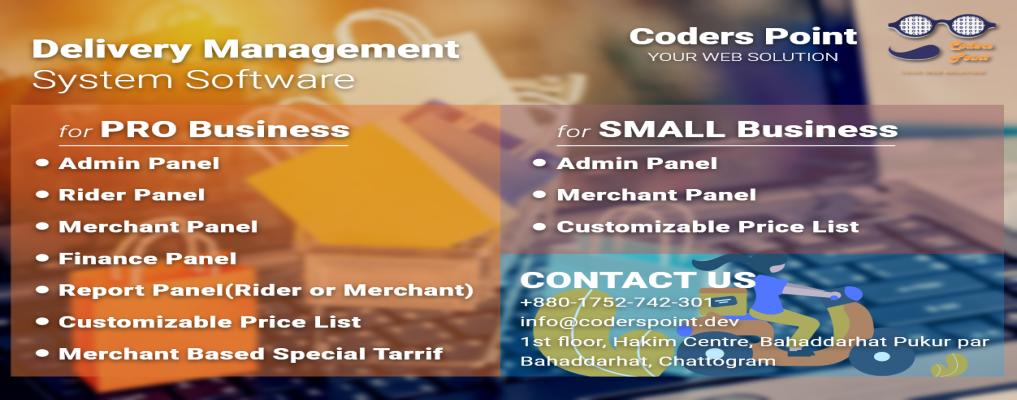 Delivery Management
System Software
Coders Point
YOUR WEB SOLUTION
Coders
Point
for PRO Business
Admin Panel
Rider Panel
Merchant Panel
Finance Panel
Report Panel(Rider or Merchant)
Customizable Price List
Merchant Based Special Tarrif
for SMALL Business
Admin Panel
Merchant Panel
Customizable Price List
CONTACT US
+880-1752-742-301
info@coderspoint.dev
1st floor, Hakim Centre, Bahaddarhat Pukur par
Bahaddarhat, Chattogram